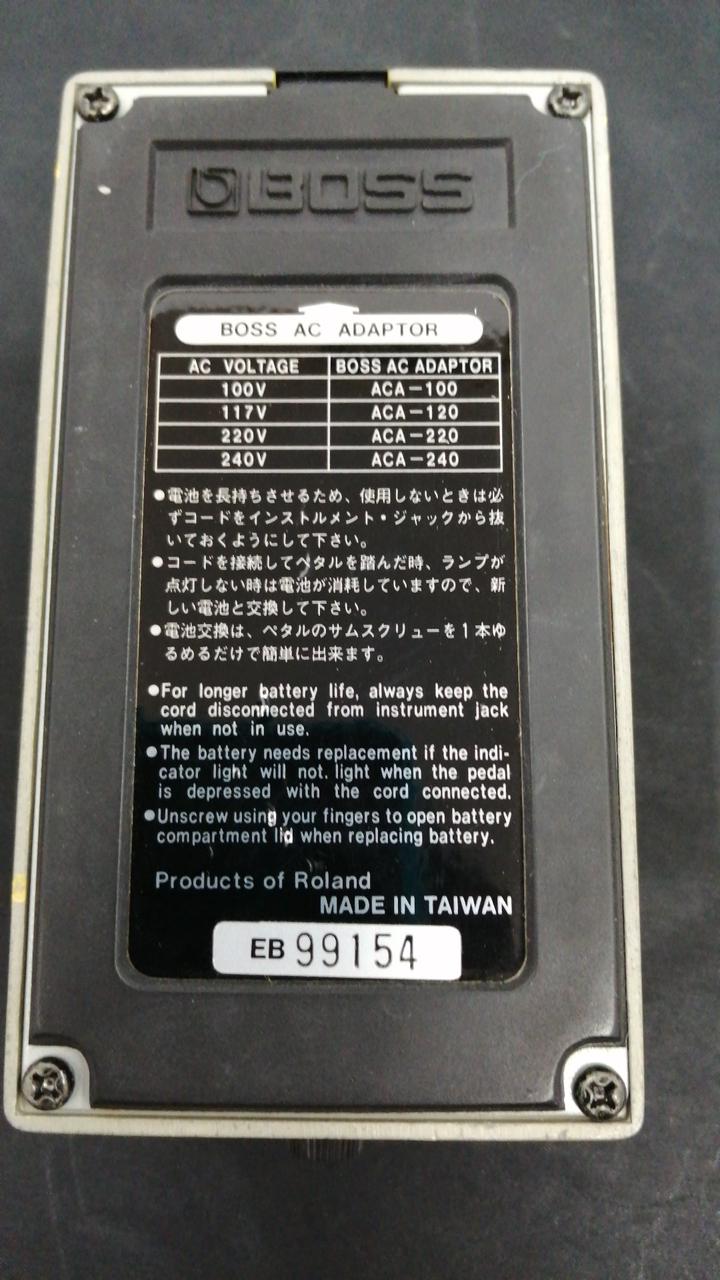 BOSS
BOSS AC ADAPTOR
AC VOLTAGE BOSS AC ADAPTOR
100V ACA-100
117V ACA-120
220V ACA-220
240V ACA-240
●電池を長持ちさせるため、使用しないときは必
ずコードをインストルメント・ジャックから抜
いておくようにして下さい。
●コードを接続してペタルを踏んだ時、ランプが
点灯しない時は電池が消耗していますので、新
しい電池と交換して下さい。
●電池交換は、ペタルのサムスクリューを1本ゆ
るめるだけで簡単に出来ます。
●For longer battery life, always keep the
cord disconnected from instrument jack
when not in use.
●The battery needs replacement if the indi-
cator light will not. light when the pedal
is depressed with the cord connected.
●Unscrew using your fingers to open battery
compartment lid when replacing battery.
Products of Roland
MADE IN TAIWAN
EB 99154